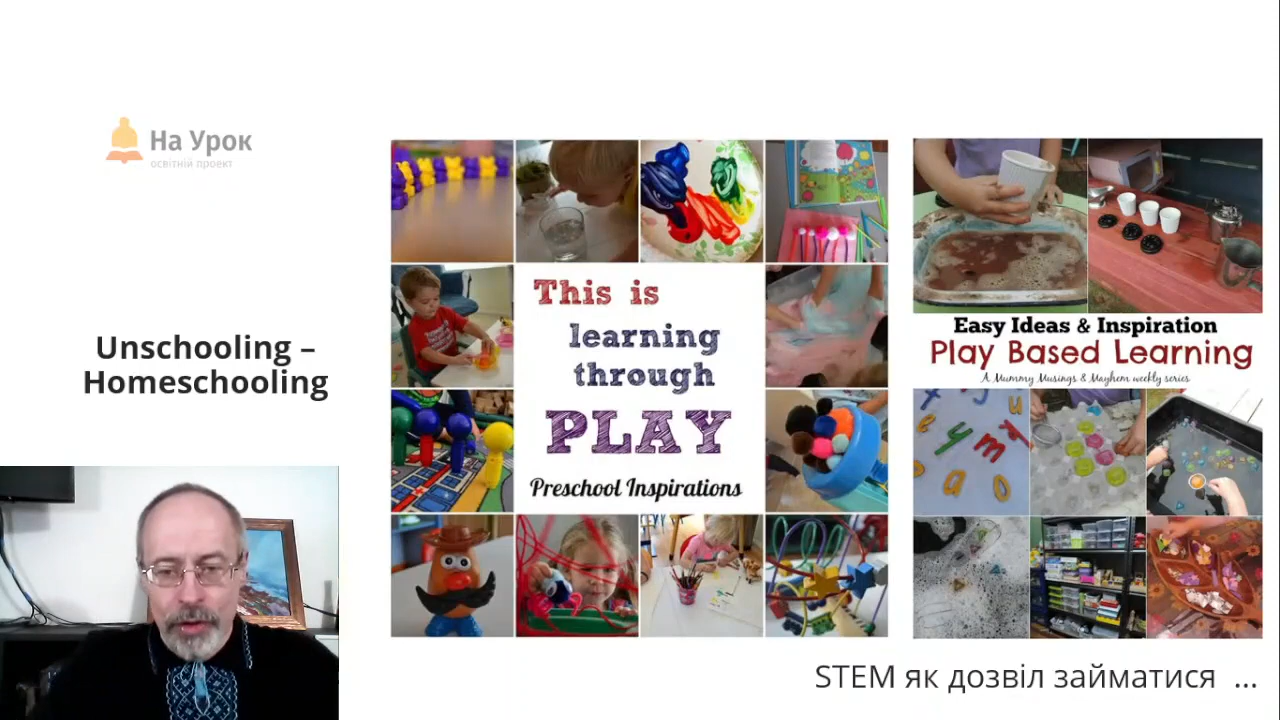 На Урок
освітній проект
Unschooling –
Homeschooling
This is
learning
through
PLAY
Preschool Inspirations
Easy Ideas & Inspiration
Play Based Learning
A Mummy Musings & Mayhem weekly series
STEM як дозвіл займатися ...